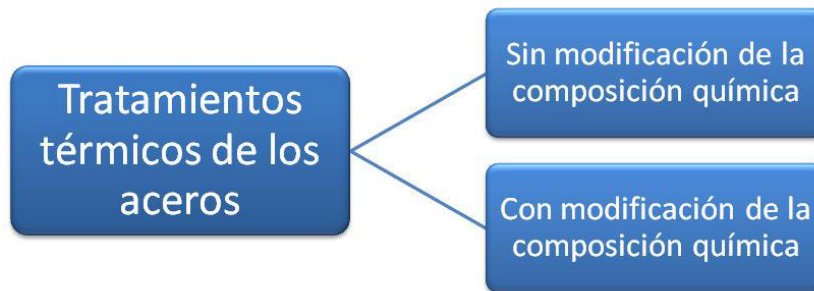 Tratamientos
térmicos de los
aceros
Sin modificación de la
composición química
Con modificación de la
composición química